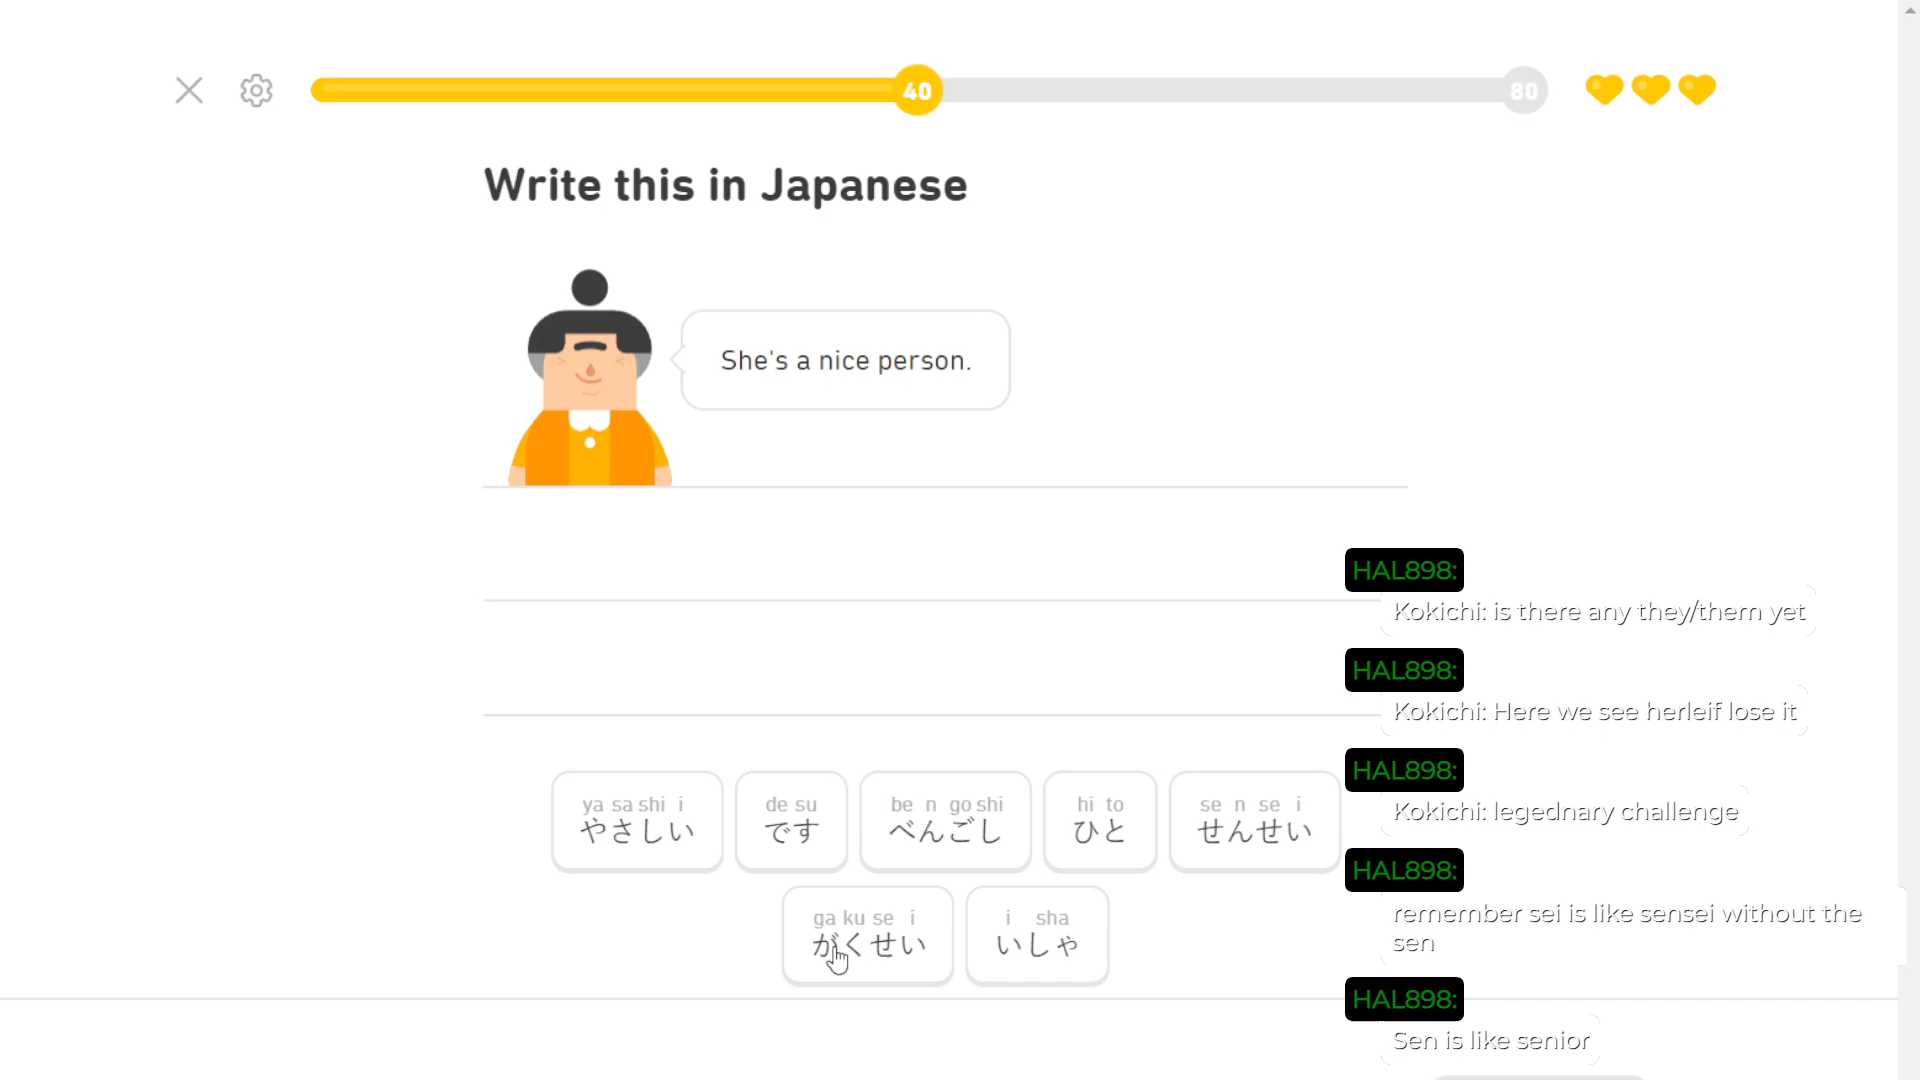 40
80
Write this in Japanese
She's a nice person.
ya sa shi i
やさしい
de su
です
be n go shi
べんごし
hi to
ひと
se n se i
せんせい
ga ku se i
がくせい
i sha
いしゃ
HAL898:
Kokichi: is there any they/them yet
HAL898:
Kokichi: Here we see herleif lose it
HAL898:
Kokichi: legednary challenge
HAL898:
remember sei is like sensei without the
sen
HAL898:
Sen is like senior